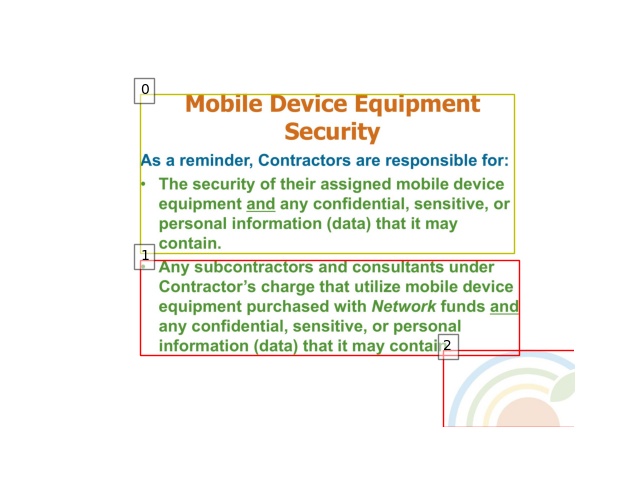 0
Mobile Device Equipment
Security
As a reminder, Contractors are responsible for:
• The security of their assigned mobile device
equipment and any confidential, sensitive, or
personal information (data) that it may
contain.
1
• Any subcontractors and consultants under
Contractor’s charge that utilize mobile device
equipment purchased with Network funds and
any confidential, sensitive, or personal
information (data) that it may contain
2